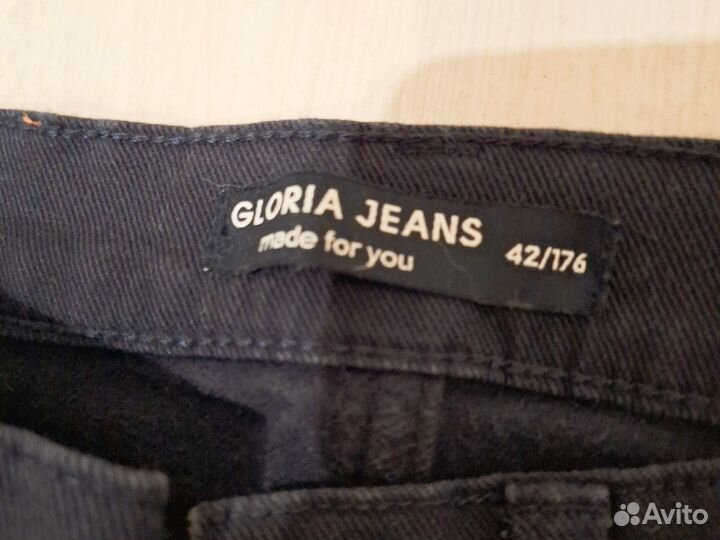 GLORIA JEANS
made for you
42/176
Avito